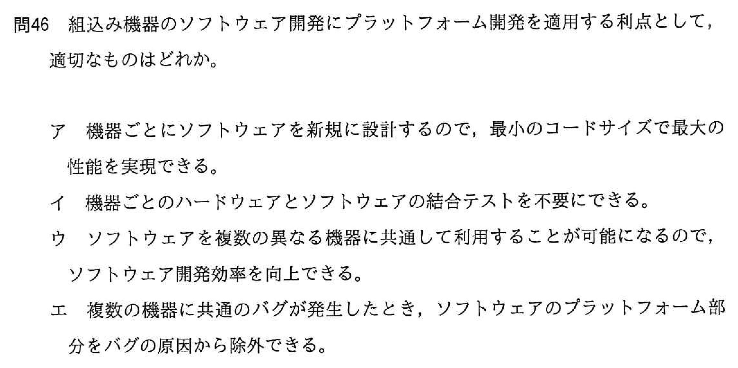 問46 組込み機器のソフトウェア開発にプラットフォーム開発を適用する利点として，
適切なものはどれか。
ア 機器ごとにソフトウェアを新規に設計するので，最小のコードサイズで最大の
性能を実現できる。
イ 機器ごとのハードウェアとソフトウェアの結合テストを不要にできる。
ウ ソフトウェアを複数の異なる機器に共通して利用することが可能になるので，
ソフトウェア開発効率を向上できる。
エ 複数の機器に共通のバグが発生したとき，ソフトウェアのプラットフォーム部
分をバグの原因から除外できる。